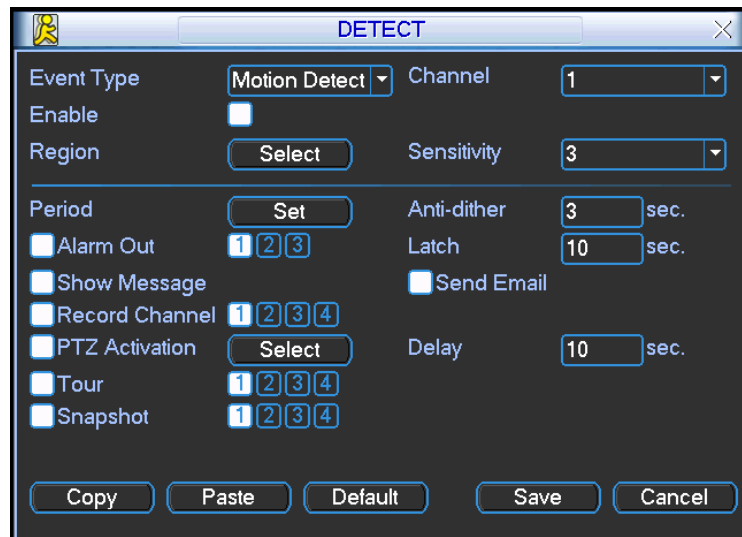 DETECT
Event Type Motion Detect Channel 1
Enable
Region Select Sensitivity 3
Period Set Anti-dither 3 sec.
Alarm Out 1 2 3 Latch 10 sec.
Show Message Send Email
Record Channel 1 2 3 4
PTZ Activation Select Delay 10 sec.
Tour 1 2 3 4
Snapshot 1 2 3 4
Copy Paste Default Save Cancel